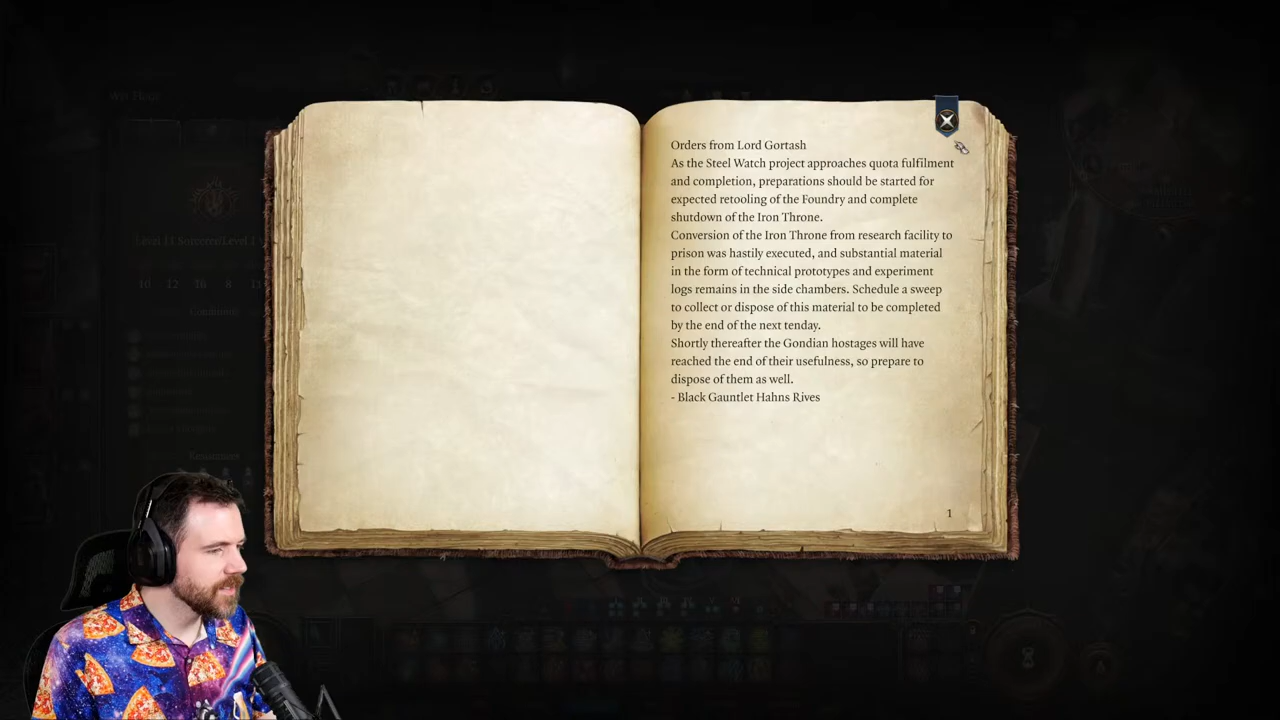 Orders from Lord Gortash
As the Steel Watch project approaches quota fulfilment
and completion, preparations should be started for
expected retooling of the Foundry and complete
shutdown of the Iron Throne.
Conversion of the Iron Throne from research facility to
prison was hastily executed, and substantial material
in the form of technical prototypes and experiment
logs remains in the side chambers. Schedule a sweep
to collect or dispose of this material to be completed
by the end of the next tenday.
Shortly thereafter the Gondian hostages will have
reached the end of their usefulness, so prepare to
dispose of them as well.
- Black Gauntlet Hahns Rives
1